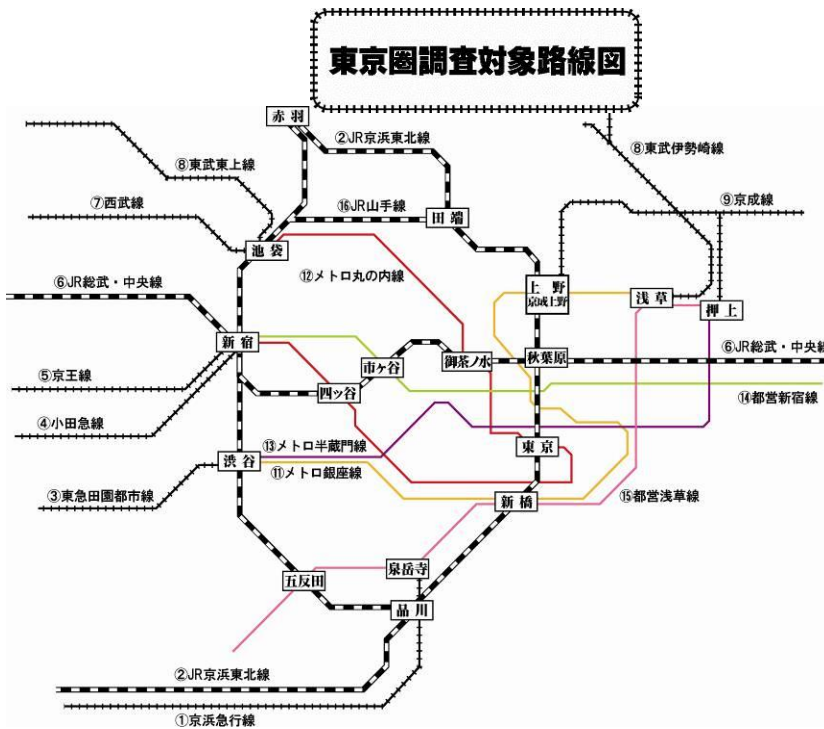 東京圏調査対象路線図
赤羽
②JR京浜東北線
⑧東武伊勢崎線
⑧東武東上線
⑨京成線
⑦西武線
⑯JR山手線
田端
池袋
⑫メトロ丸の内線
⑥JR総武・中央線
上野
京成上野
浅草
押上
新宿
市ヶ谷
御茶ノ水
秋葉原
⑥JR総武・中央線
⑤京王線
四ッ谷
⑭都営新宿線
④小田急線
⑬メトロ半蔵門線
東京
渋谷
⑪メトロ銀座線
③東急田園都市線
⑮都営浅草線
新橋
泉岳寺
五反田
品川
②JR京浜東北線
①京浜急行線